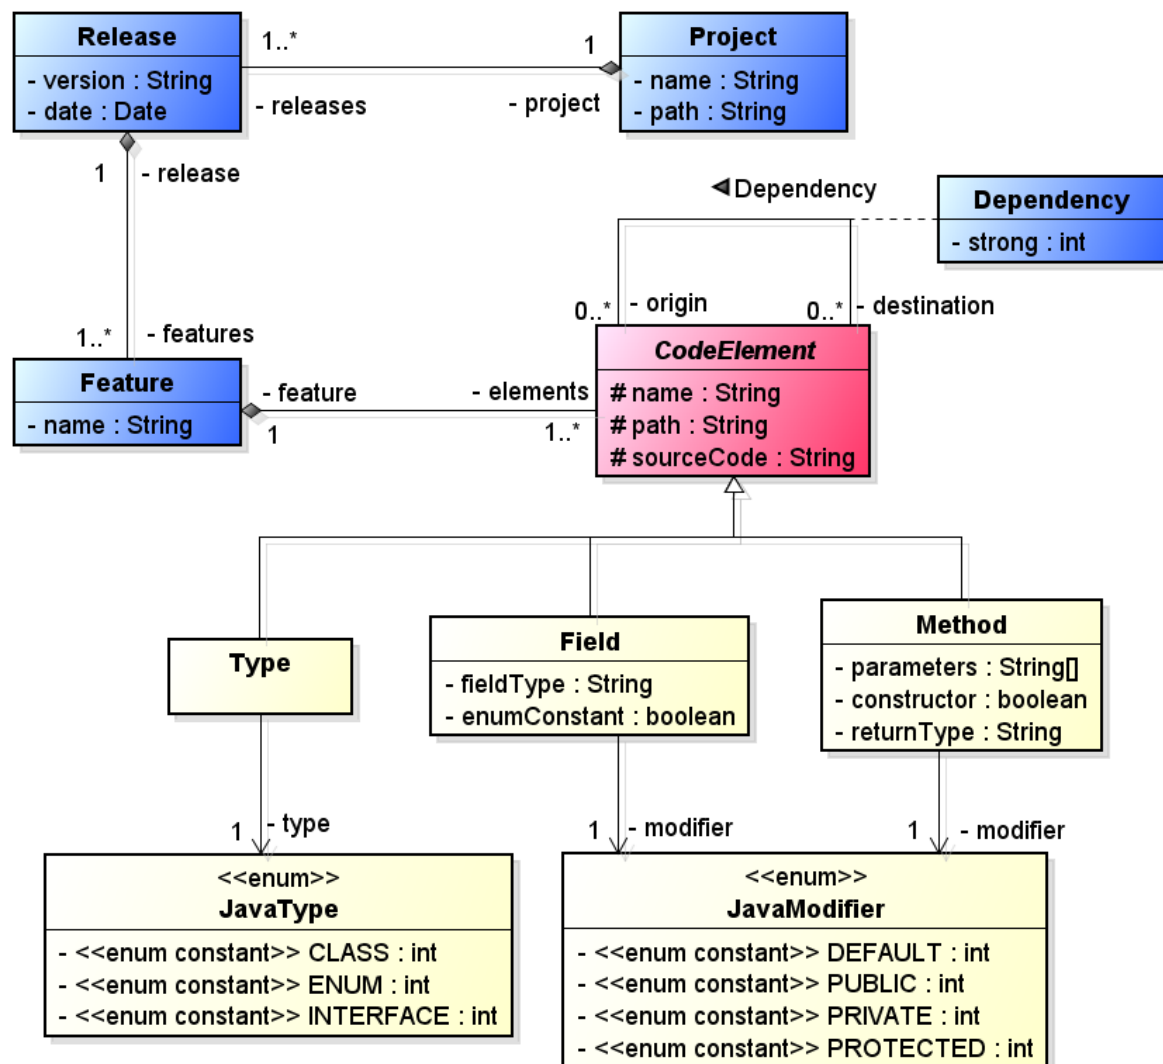 Release
- version : String
- date : Date
1..*
- releases
1
- project
Project
- name : String
- path : String
1
- release
1..*
- features
◀Dependency
Dependency
- strong : int
0..*
- origin
0..*
- destination
Feature
- name : String
- feature
1
- elements
1..*
CodeElement
# name : String
# path : String
# sourceCode : String
Type
Field
- fieldType : String
- enumConstant : boolean
Method
- parameters : String[]
- constructor : boolean
- returnType : String
1
- type
1
- modifier
1
- modifier
<<enum>>
JavaType
- <<enum constant>> CLASS : int
- <<enum constant>> ENUM : int
- <<enum constant>> INTERFACE : int
<<enum>>
JavaModifier
- <<enum constant>> DEFAULT : int
- <<enum constant>> PUBLIC : int
- <<enum constant>> PRIVATE : int
- <<enum constant>> PROTECTED : int